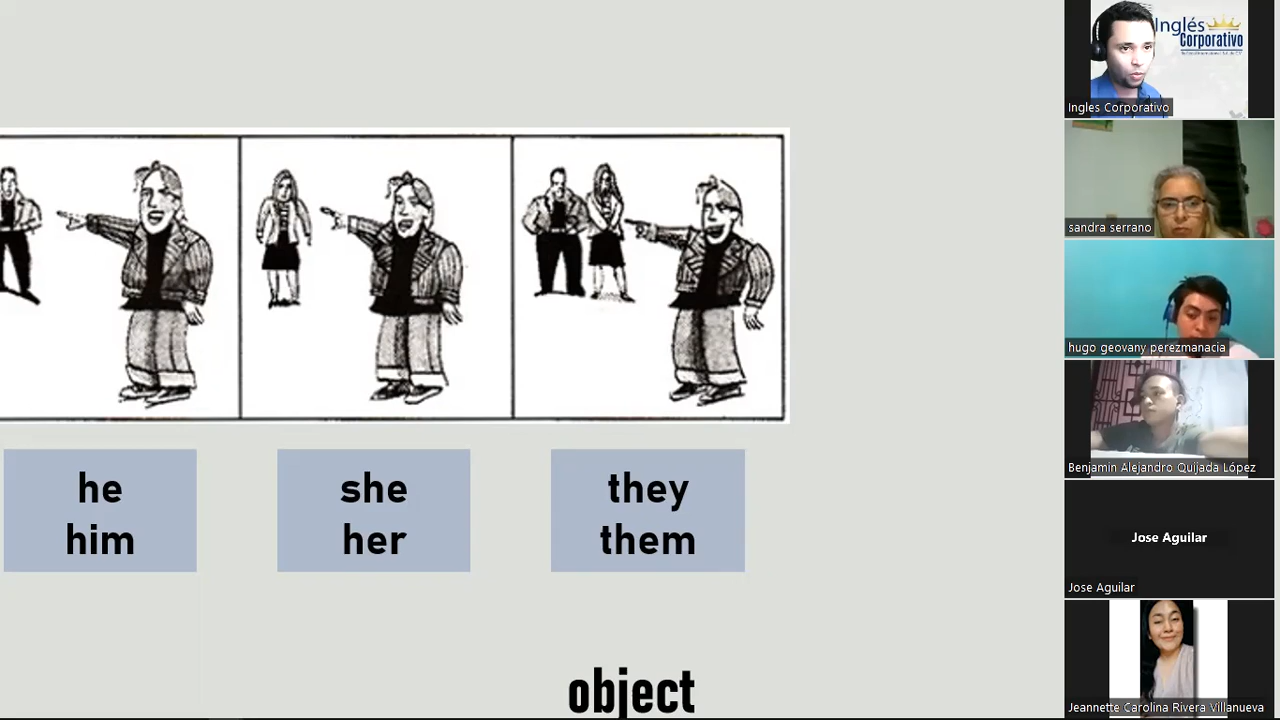 he
him
she
her
they
them
object
Inglés
Corporativo
Ingles Corporativo
sandra serrano
hugo geovany perezmanacia
Benjamin Alejandro Quijada López
Jose Aguilar
Jose Aguilar
Jeannette Carolina Rivera Villanueva